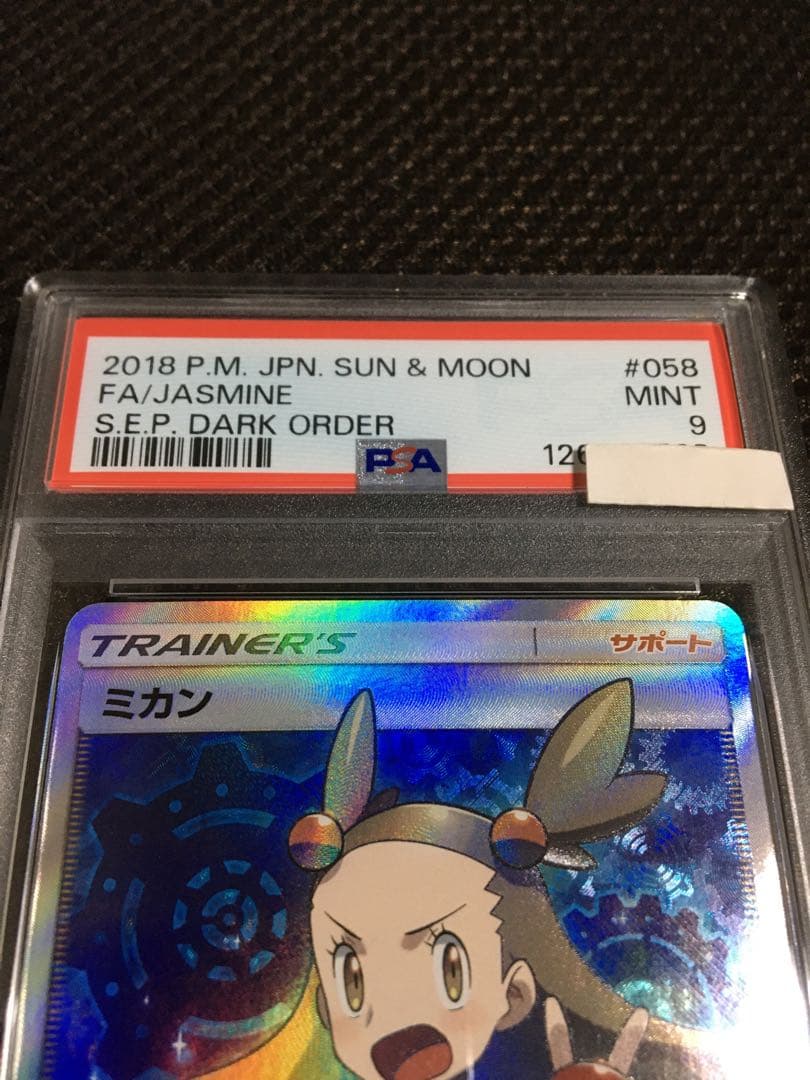 2018 P.M. JPN. SUN & MOON #058
FA/JASMINE MINT
S.E.P. DARK ORDER 9
PSA
TRAINER'S サポート
ミカン